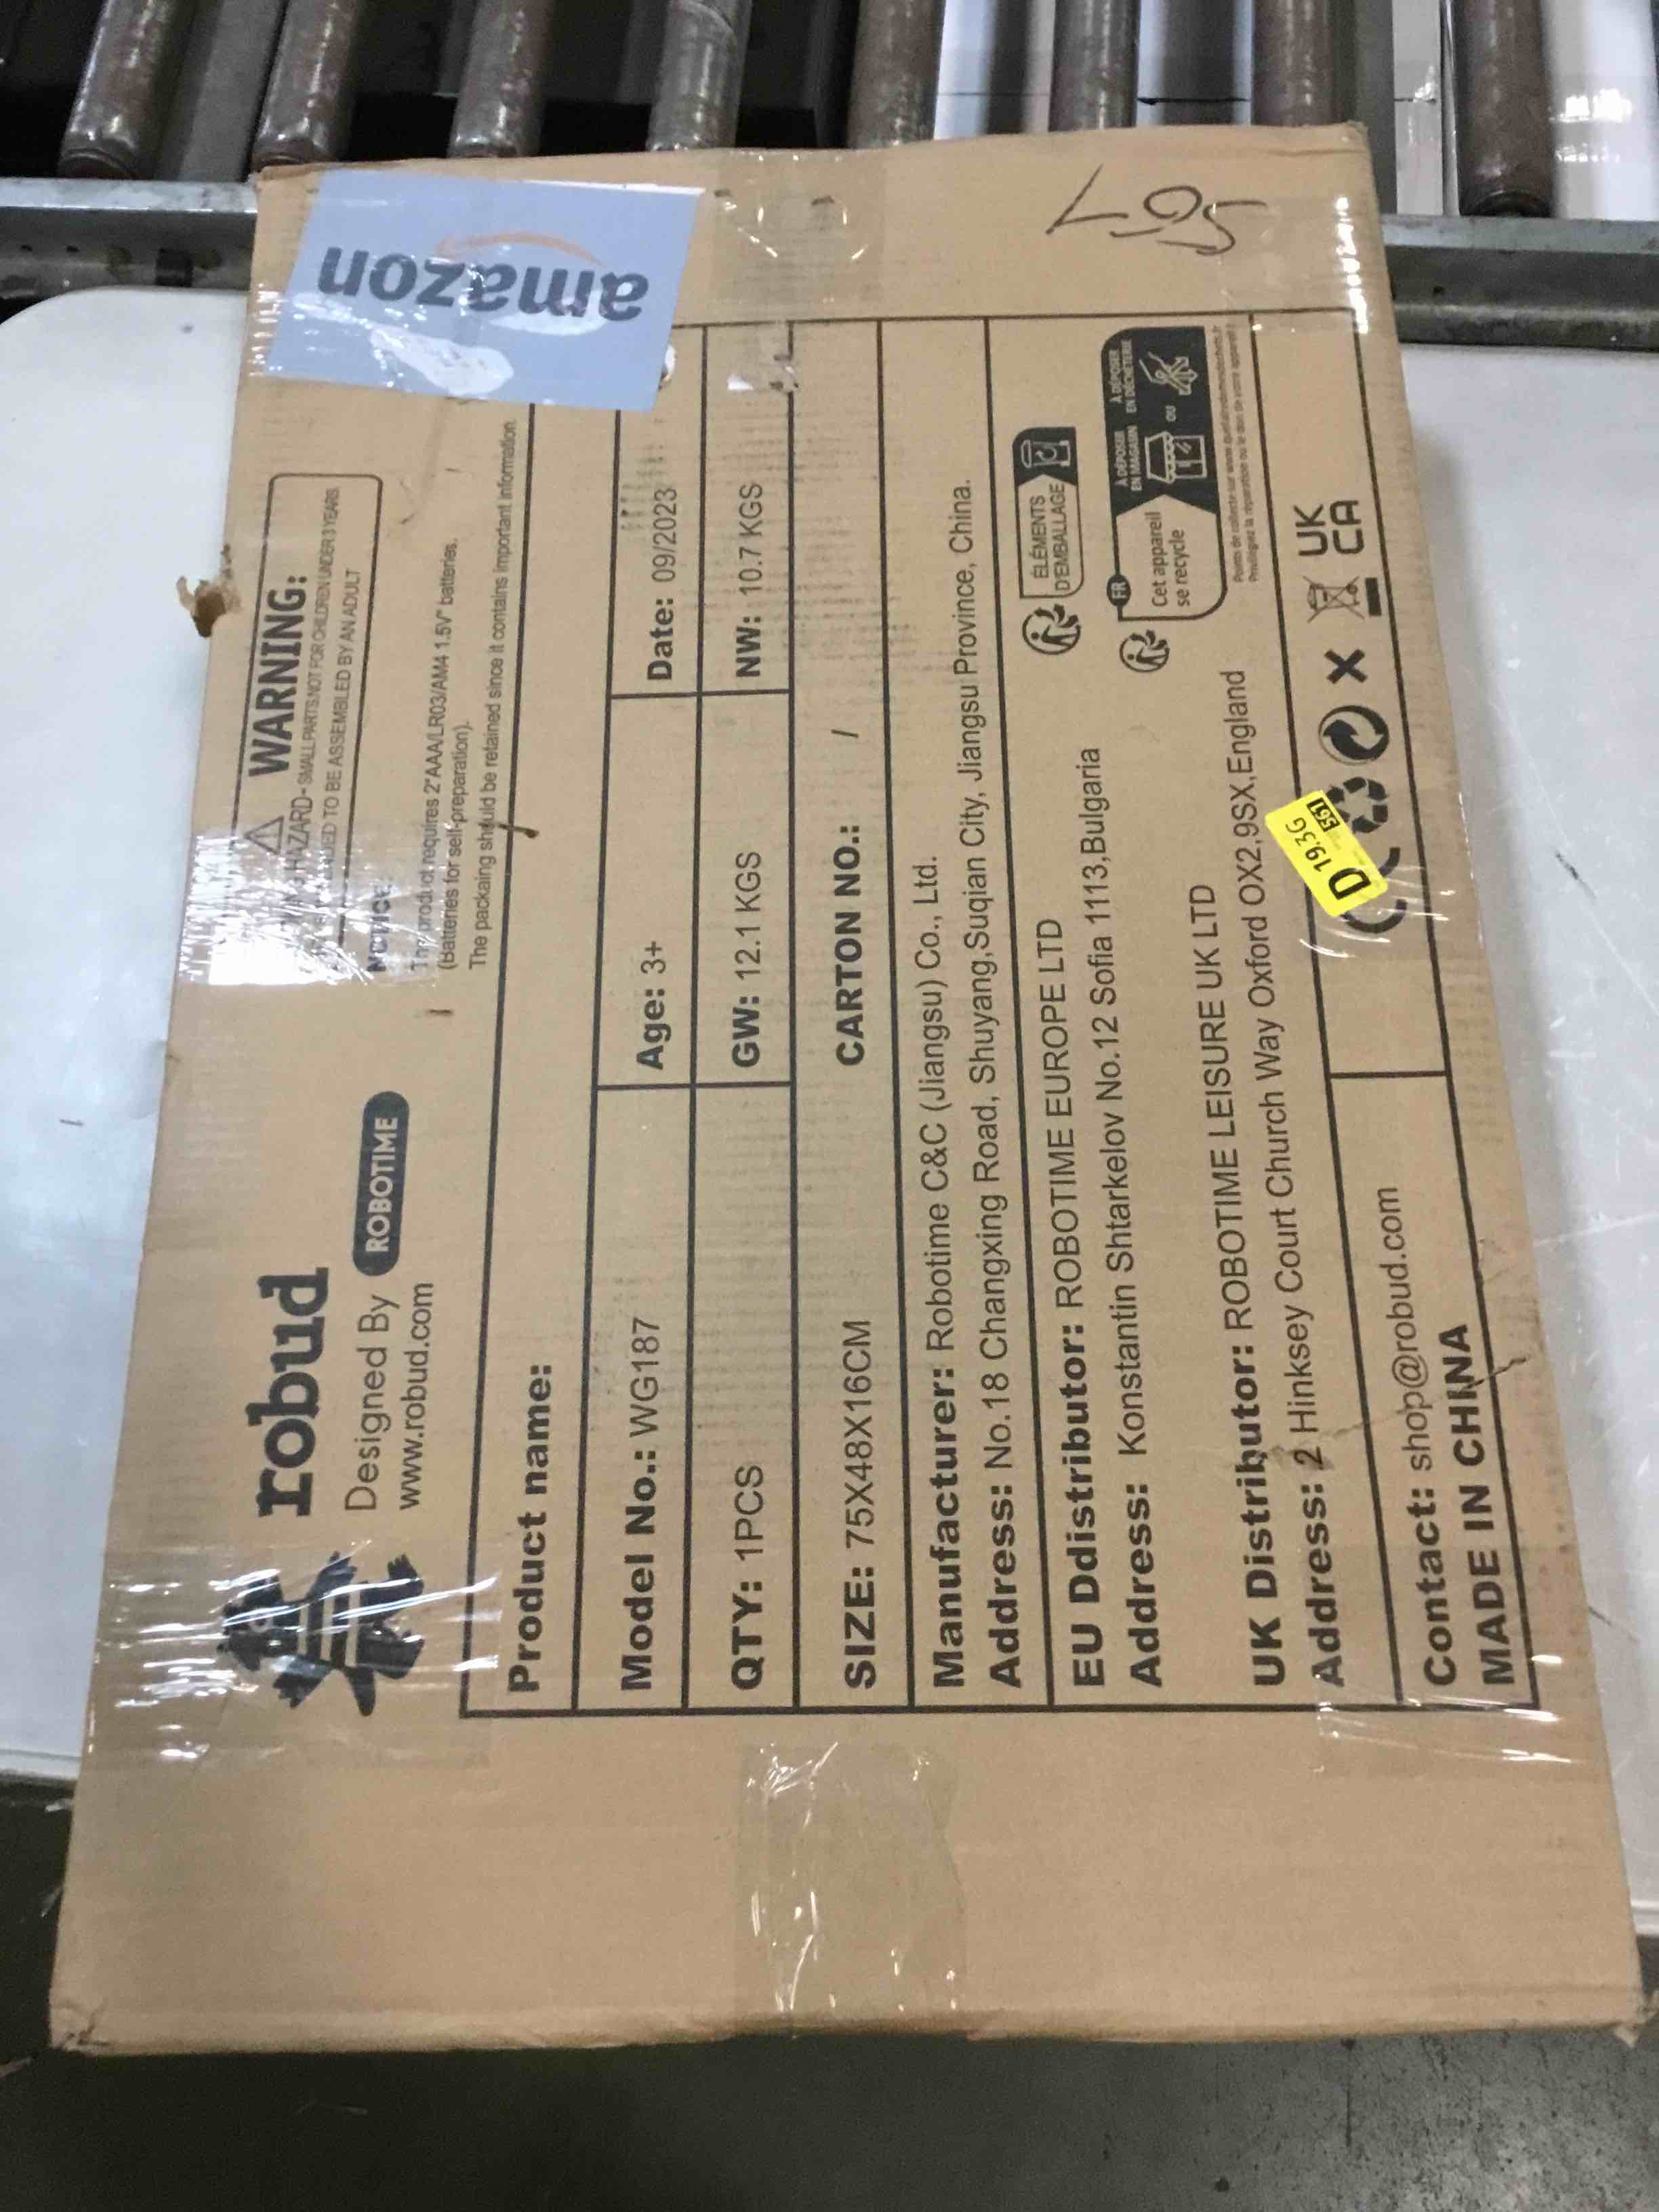 amazon
robud
Designed By ROBOTIME
www.robud.com
WARNING:
HAZARD-SMALL PARTS.NOT FOR CHILDREN UNDER 3 YEARS
TO BE ASSEMBLED BY AN ADULT
NOTICE
The product requires 2*AAA/LR03/AM4 1.5V" batteries.
(Batteries for self-preparation).
The packaing should be retained since it contains important information.
Product name:
Model No.: WG187 Age: 3+ Date: 09/2023
QTY: 1PCS GW: 12.1 KGS NW: 10.7 KGS
SIZE: 75X48X16CM CARTON NO.: /
Manufacturer: Robotime C&C (Jiangsu) Co., Ltd.
Address: No.18 Changxing Road, Shuyang,Suqian City, Jiangsu Province, China.
EU Ddistributor: ROBOTIME EUROPE LTD
Address: Konstantin Shtarkelov No.12 Sofia 1113,Bulgaria
ÉLÉMENTS
D'EMBALLAGE
FR
Cet appareil
se recycle
À DÉPOSER
EN MAGASIN
OU
À DÉPOSER
EN DÉCHÈTERIE
UK Distributor: ROBOTIME LEISURE UK LTD
Address: 2 Hinksey Court Church Way Oxford OX2,9SX,England
Contact: shop@robud.com
MADE IN CHINA
UK
CA
D 19.3G
561